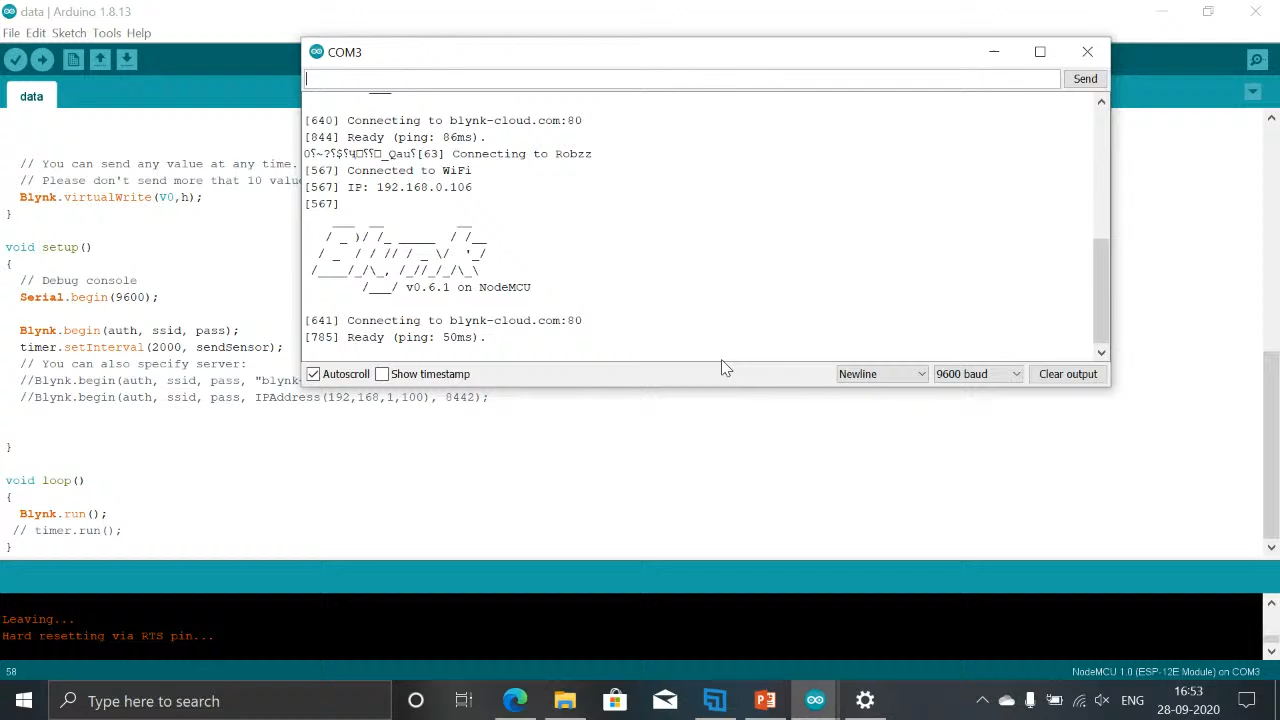 data | Arduino 1.8.13
File Edit Sketch Tools Help
data
COM3
Send
[640] Connecting to blynk-cloud.com:80
[844] Ready (ping: 86ms).
[63] Connecting to Robzz
[567] Connected to WiFi
[567] IP: 192.168.0.106
[567]
    ___  __          __
   / _ )/ /_ _____  / /__
  / _  / / // / _ \/  '_/
 /____/_/\_, /_//_/_/\_\
        /___/ v0.6.1 on NodeMCU
[641] Connecting to blynk-cloud.com:80
[785] Ready (ping: 50ms).
Autoscroll Show timestamp Newline 9600 baud Clear output
// You can send any value at any time.
// Please don't send more that 10 valu
Blynk.virtualWrite(V0,h);
}
void setup()
{
// Debug console
Serial.begin(9600);
Blynk.begin(auth, ssid, pass);
timer.setInterval(2000, sendSensor);
// You can also specify server:
//Blynk.begin(auth, ssid, pass, "blynk-
//Blynk.begin(auth, ssid, pass, IPAddress(192,168,1,100), 8442);
}
void loop()
{
Blynk.run();
// timer.run();
}
Leaving...
Hard resetting via RTS pin...
58
NodeMCU 1.0 (ESP-12E Module) on COM3
Type here to search
ENG
16:53
28-09-2020